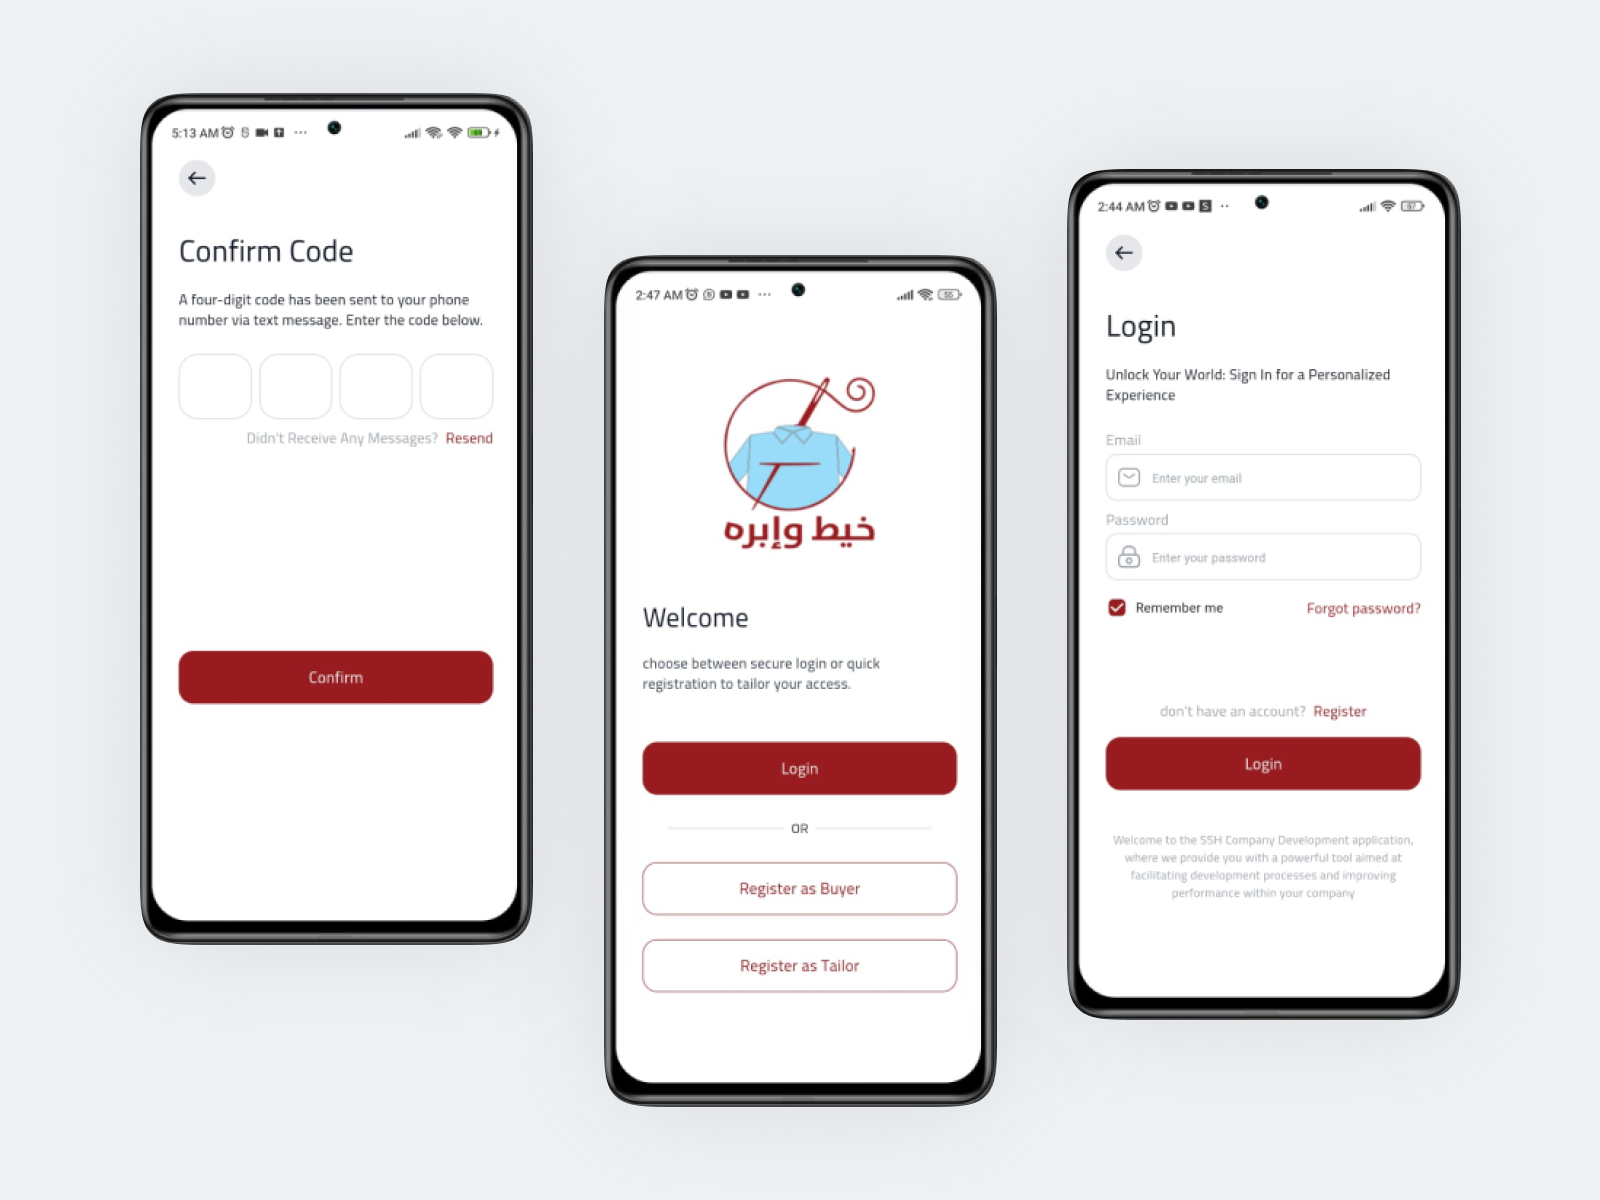 5:13 AM
Confirm Code
A four-digit code has been sent to your phone
number via text message. Enter the code below.
Didn't Receive Any Messages? Resend
Confirm
2:47 AM
55
خيط وإبره
Welcome
choose between secure login or quick
registration to tailor your access.
Login
OR
Register as Buyer
Register as Tailor
2:44 AM
57
Login
Unlock Your World: Sign In for a Personalized
Experience
Email
Enter your email
Password
Enter your password
Remember me
Forgot password?
don't have an account? Register
Login
Welcome to the SSH Company Development application,
where we provide you with a powerful tool aimed at
facilitating development processes and improving
performance within your company